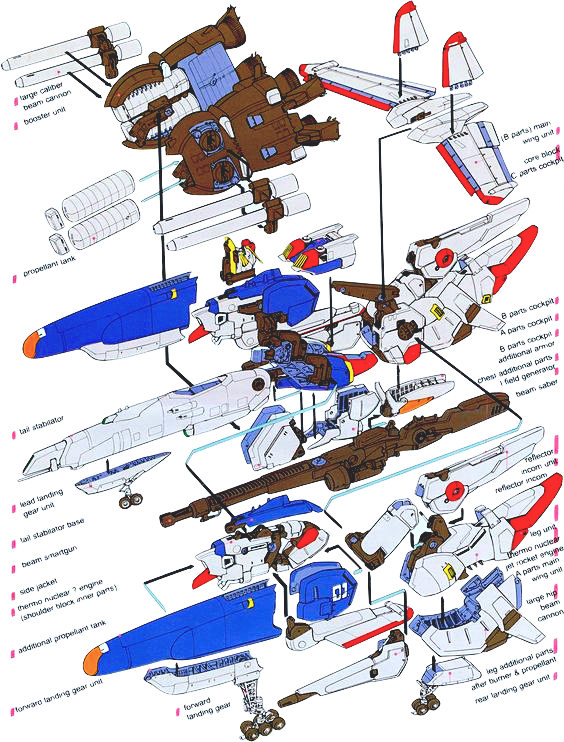 large caliber
beam cannon
booster unit
(B parts) main
wing unit
core block
C parts cockpit
propellant tank
B parts cockpit
A parts cockpit
B parts cockpit
additional armor
chest additional parts
I field generator
beam saber
tail stabilator
lead landing
gear unit
tail stabilator base
beam smartgun
side jacket
thermo nuclear ? engine
(shoulder block inner parts)
additional propellant tank
forward landing gear unit
forward
landing gear
reflector
incom unit
reflector incom
leg unit
thermo nuclear
jet rocket engine
A parts main
wing unit
large hip
beam
cannon
leg additional parts
after burner & propellant
rear landing gear unit